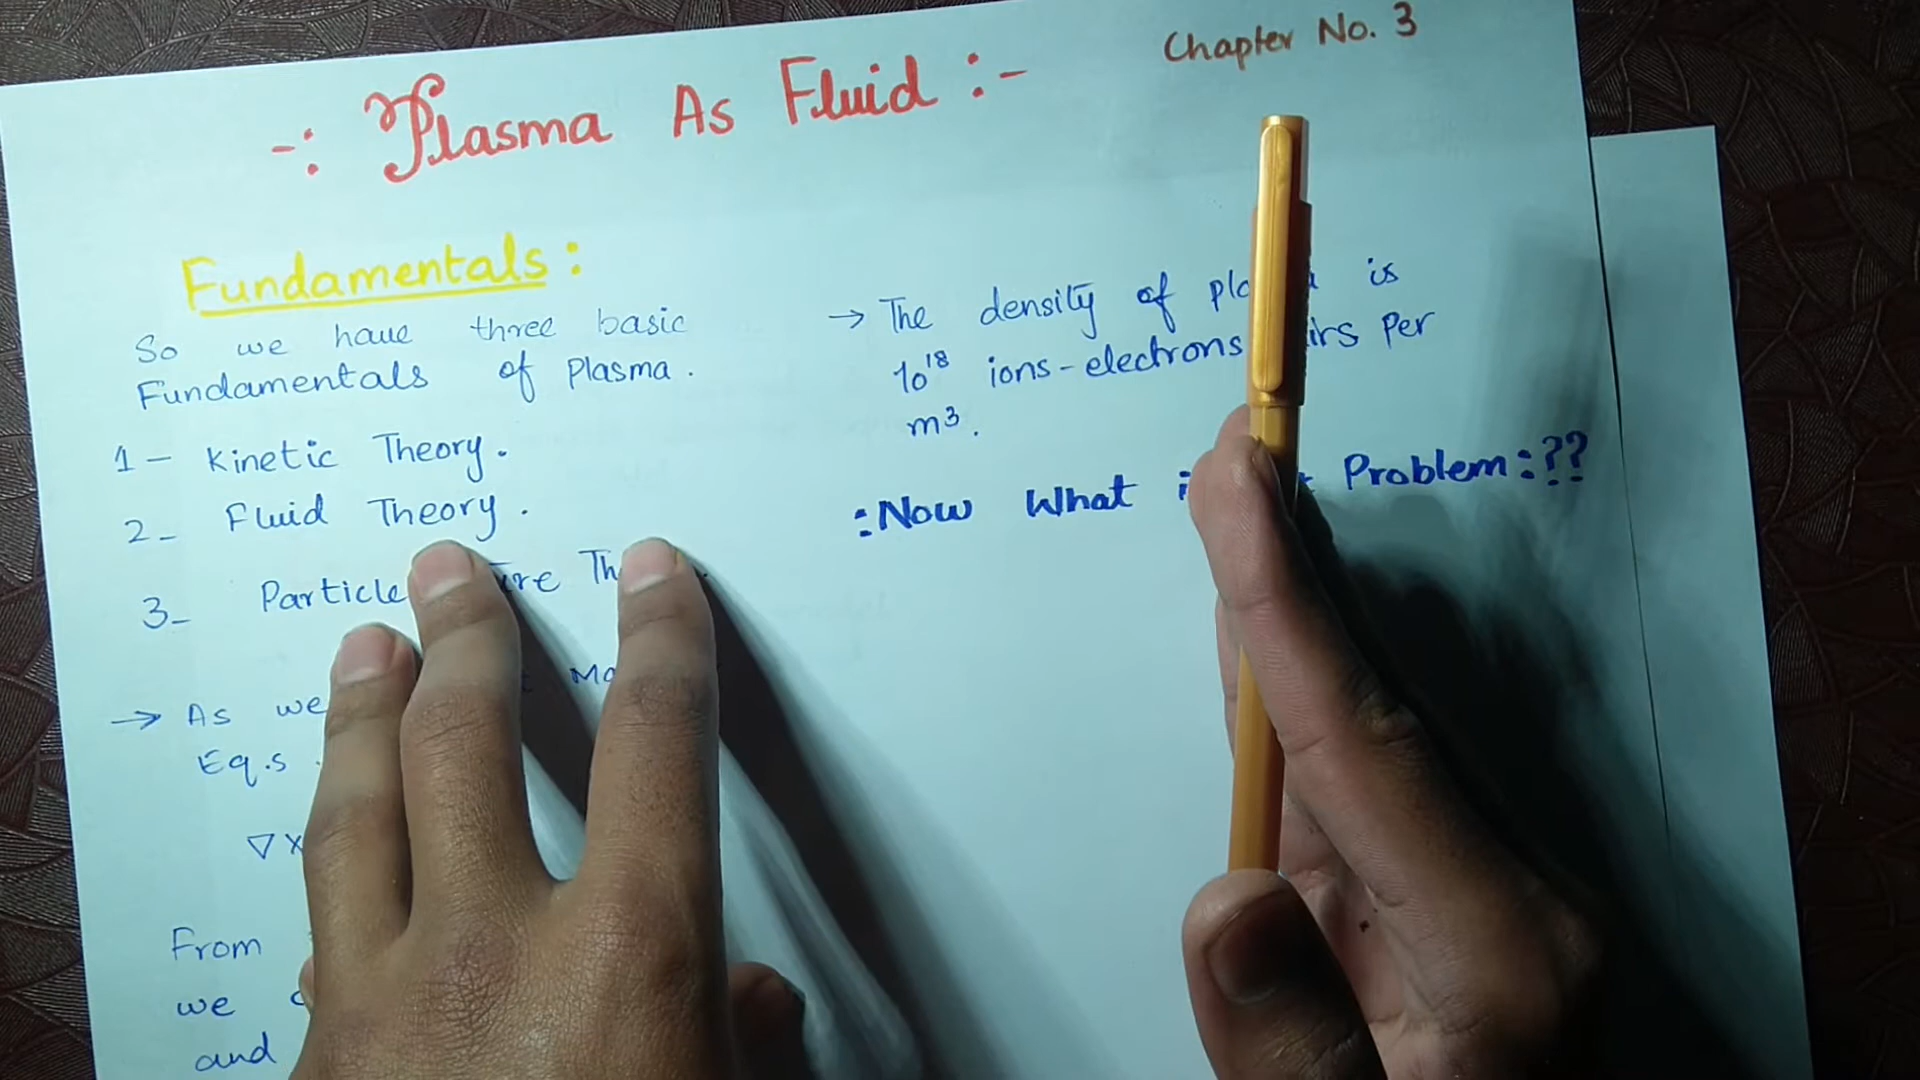 Chapter No. 3
-: Plasma As Fluid :-
Fundamentals :
So we have three basic
Fundamentals of Plasma.
1- Kinetic Theory.
2- Fluid Theory.
3- Particle
→ As we
Eq.s
∇ X
From
we
and
→ The density of is
10¹⁸ ions-electrons per
m³.
:Now What Problem:??